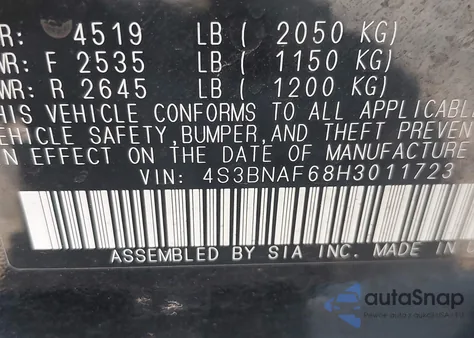 R: 4519 LB ( 2050 KG)
WR: F 2535 LB ( 1150 KG)
WR: R 2645 LB ( 1200 KG)
HIS VEHICLE CONFORMS TO ALL APPLICABLE
EHICLE SAFETY,BUMPER,AND THEFT PREVEN
IN EFFECT ON THE DATE OF MANUFACTURE
VIN: 4S3BNAF68H3011723
ASSEMBLED BY SIA INC. MADE IN
autoSnap